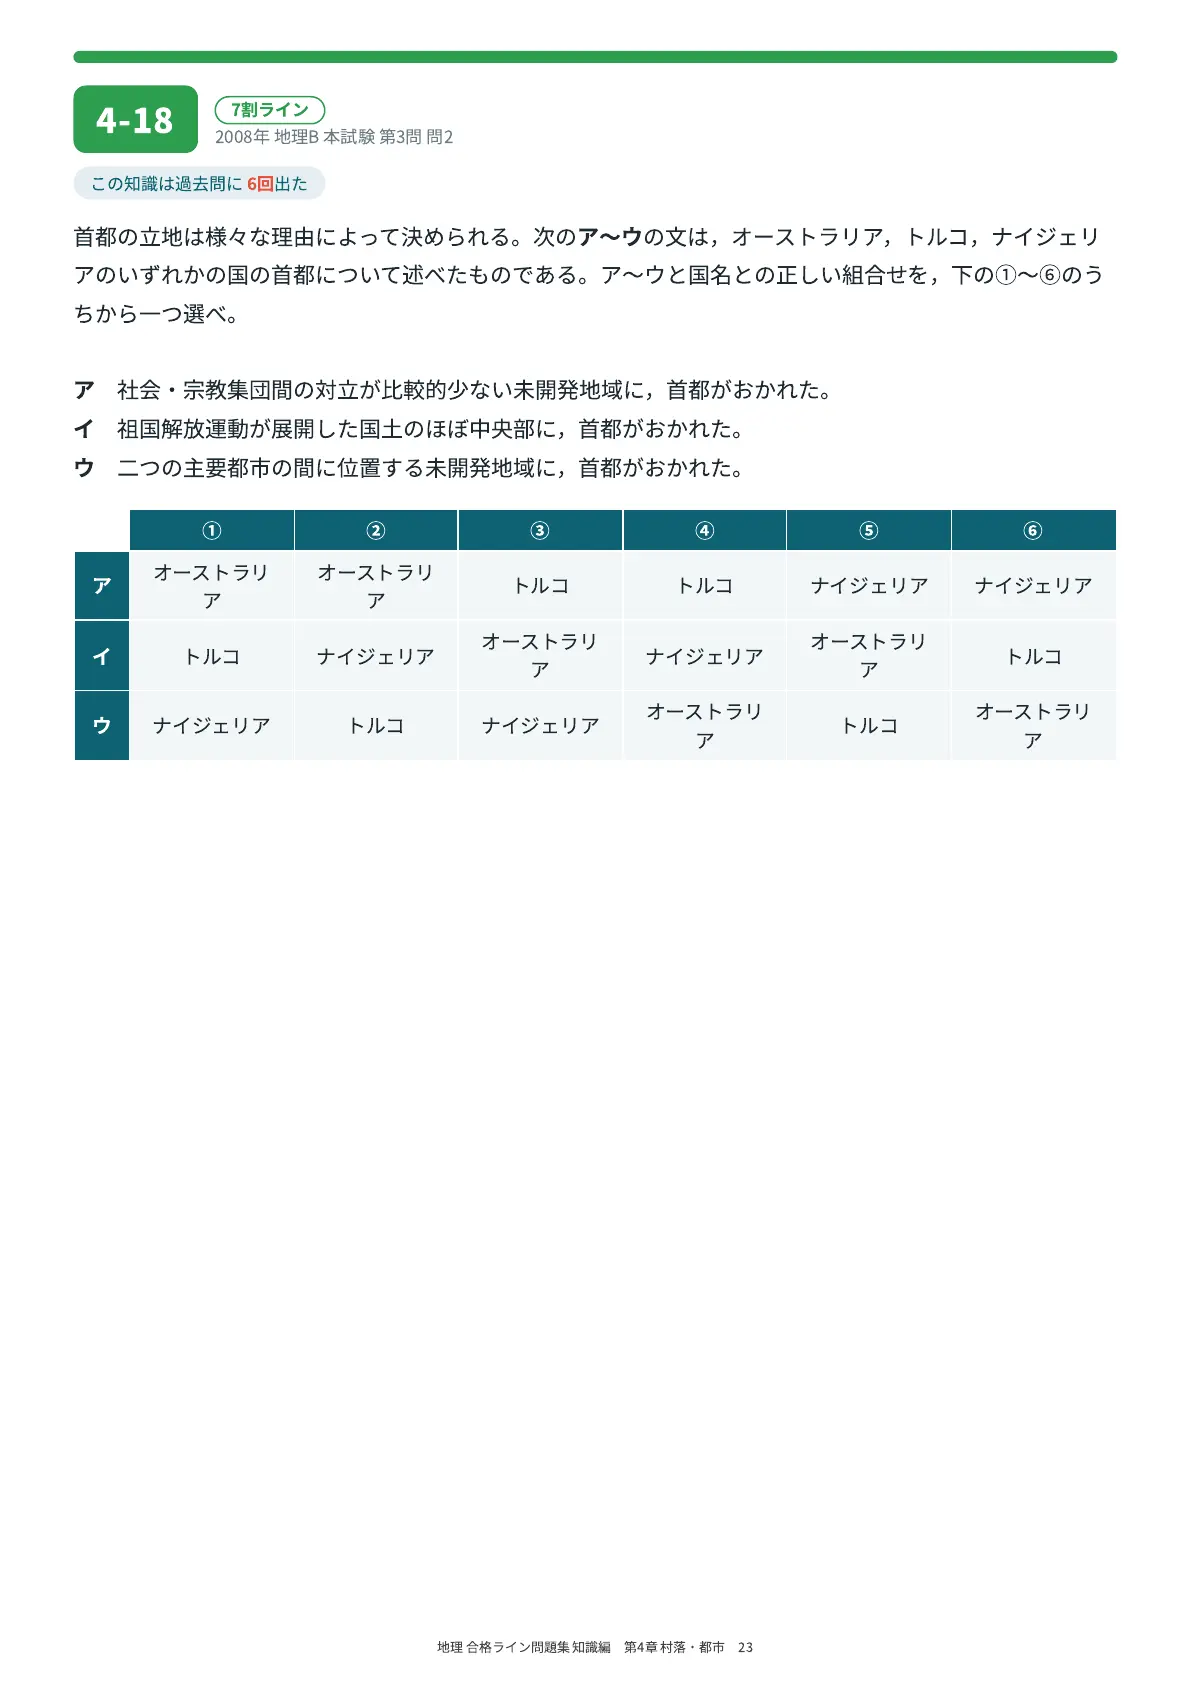 4-18
7割ライン
2008年 地理B 本試験 第3問 問2
この知識は過去問に 6回出た
首都の立地は様々な理由によって決められる。次のア～ウの文は，オーストラリア，トルコ，ナイジェリ
アのいずれかの国の首都について述べたものである。ア～ウと国名との正しい組合せを，下の①～⑥のう
ちから一つ選べ。
ア 社会・宗教集団間の対立が比較的少ない未開発地域に，首都がおかれた。
イ 祖国解放運動が展開した国土のほぼ中央部に，首都がおかれた。
ウ 二つの主要都市の間に位置する未開発地域に，首都がおかれた。
① ② ③ ④ ⑤ ⑥
ア オーストラリア オーストラリア トルコ トルコ ナイジェリア ナイジェリア
イ トルコ ナイジェリア オーストラリア ナイジェリア オーストラリア トルコ
ウ ナイジェリア トルコ ナイジェリア オーストラリア トルコ オーストラリア
地理 合格ライン問題集 知識編 第4章 村落・都市 23